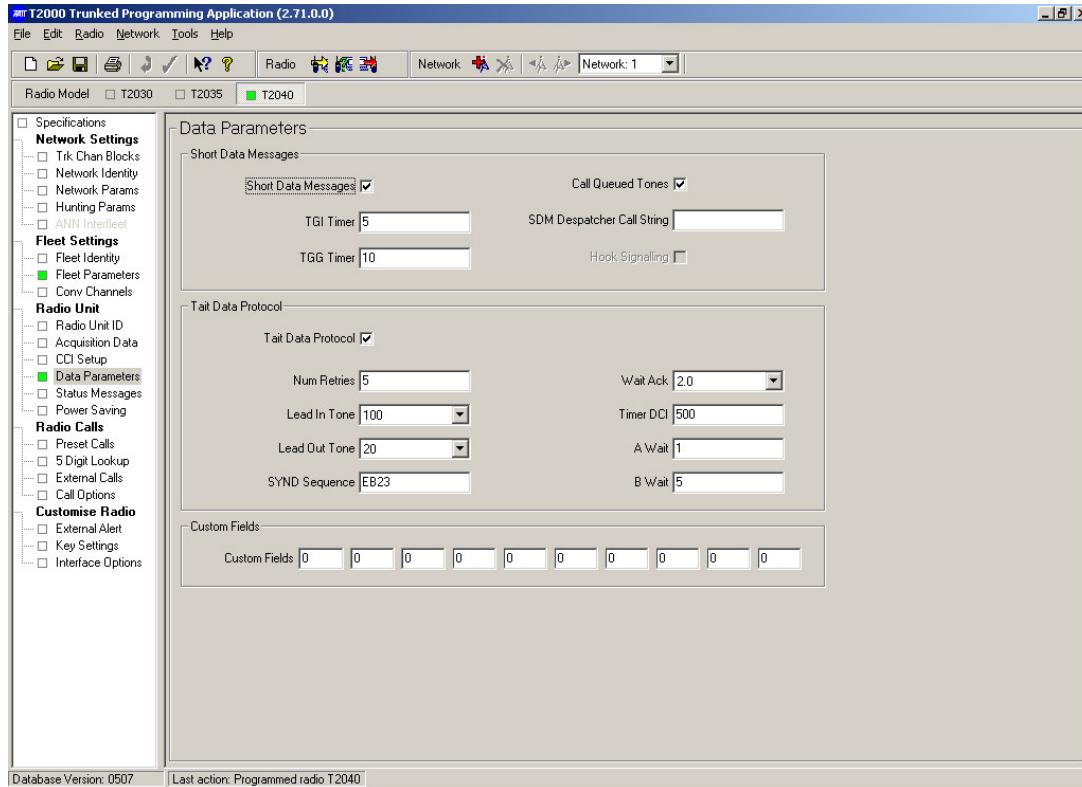 TAIT T2000 Trunked Programming Application (2.71.0.0)
File Edit Radio Network Tools Help
Radio Network Network: 1
Radio Model T2030 T2035 T2040
Specifications
Network Settings
Trk Chan Blocks
Network Identity
Network Params
Hunting Params
ANN Interfleet
Fleet Settings
Fleet Identity
Fleet Parameters
Conv Channels
Radio Unit
Radio Unit ID
Acquisition Data
CCI Setup
Data Parameters
Status Messages
Power Saving
Radio Calls
Preset Calls
5 Digit Lookup
External Calls
Call Options
Customise Radio
External Alert
Key Settings
Interface Options
Data Parameters
Short Data Messages
Short Data Messages Call Queued Tones
TGI Timer 5 SDM Despatcher Call String
TGG Timer 10 Hook Signalling
Tait Data Protocol
Tait Data Protocol
Num Retries 5 Wait Ack 2.0
Lead In Tone 100 Timer DCI 500
Lead Out Tone 20 A Wait 1
SYND Sequence EB23 B Wait 5
Custom Fields
Custom Fields 0 0 0 0 0 0 0 0 0 0
Database Version: 0507 Last action: Programmed radio T2040